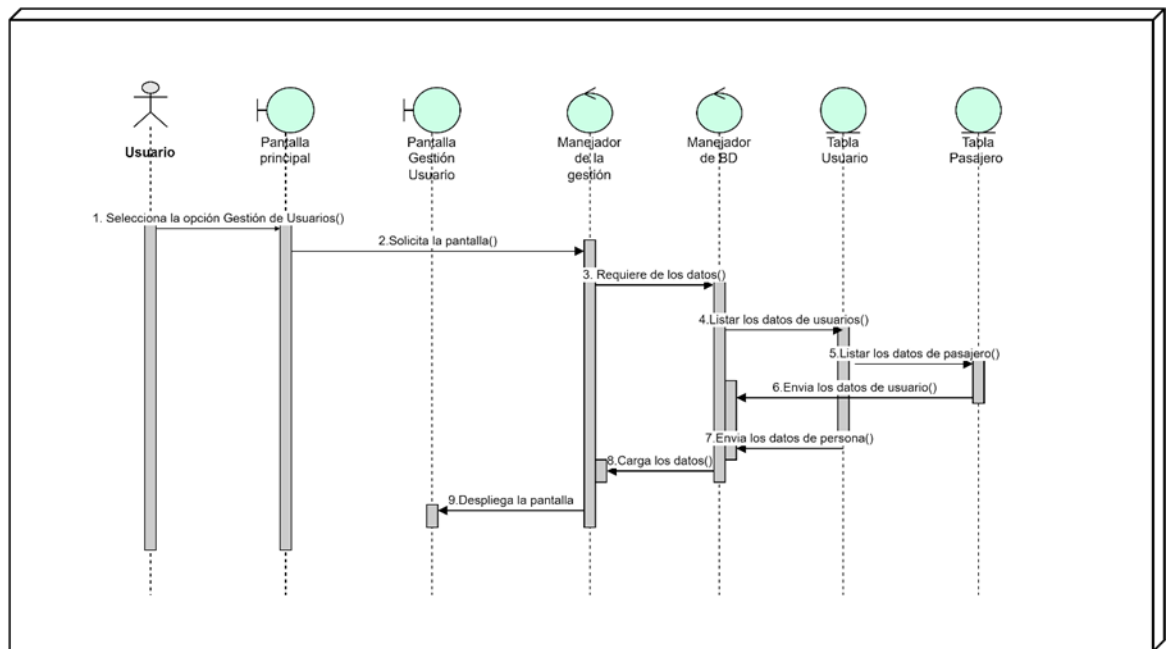 Usuario
Pantalla
principal
Pantalla
Gestión
Usuario
Manejador
de la
gestión
Manejador
de BD
Tabla
Usuario
Tabla
Pasajero
1. Selecciona la opción Gestión de Usuarios()
2.Solicita la pantalla()
3. Requiere de los datos()
4.Listar los datos de usuarios()
5.Listar los datos de pasajero()
6.Envia los datos de usuario()
7.Envia los datos de persona()
8.Carga los datos()
9.Despliega la pantalla